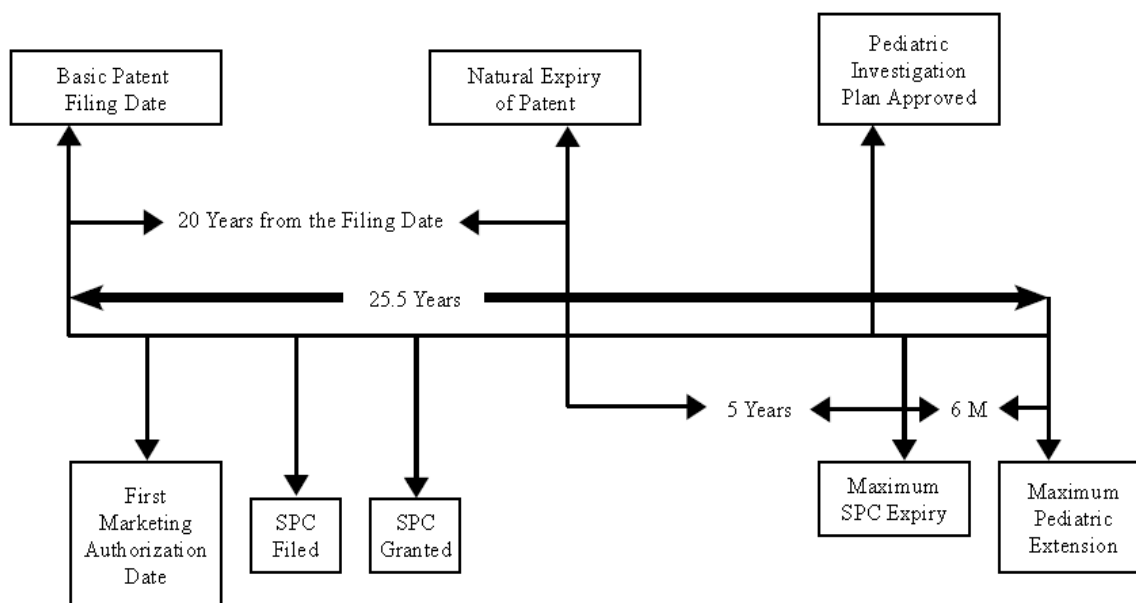 Basic Patent
Filing Date
Natural Expiry
of Patent
Pediatric
Investigation
Plan Approved
20 Years from the Filing Date
25.5 Years
5 Years
6 M
First
Marketing
Authorization
Date
SPC
Filed
SPC
Granted
Maximum
SPC Expiry
Maximum
Pediatric
Extension